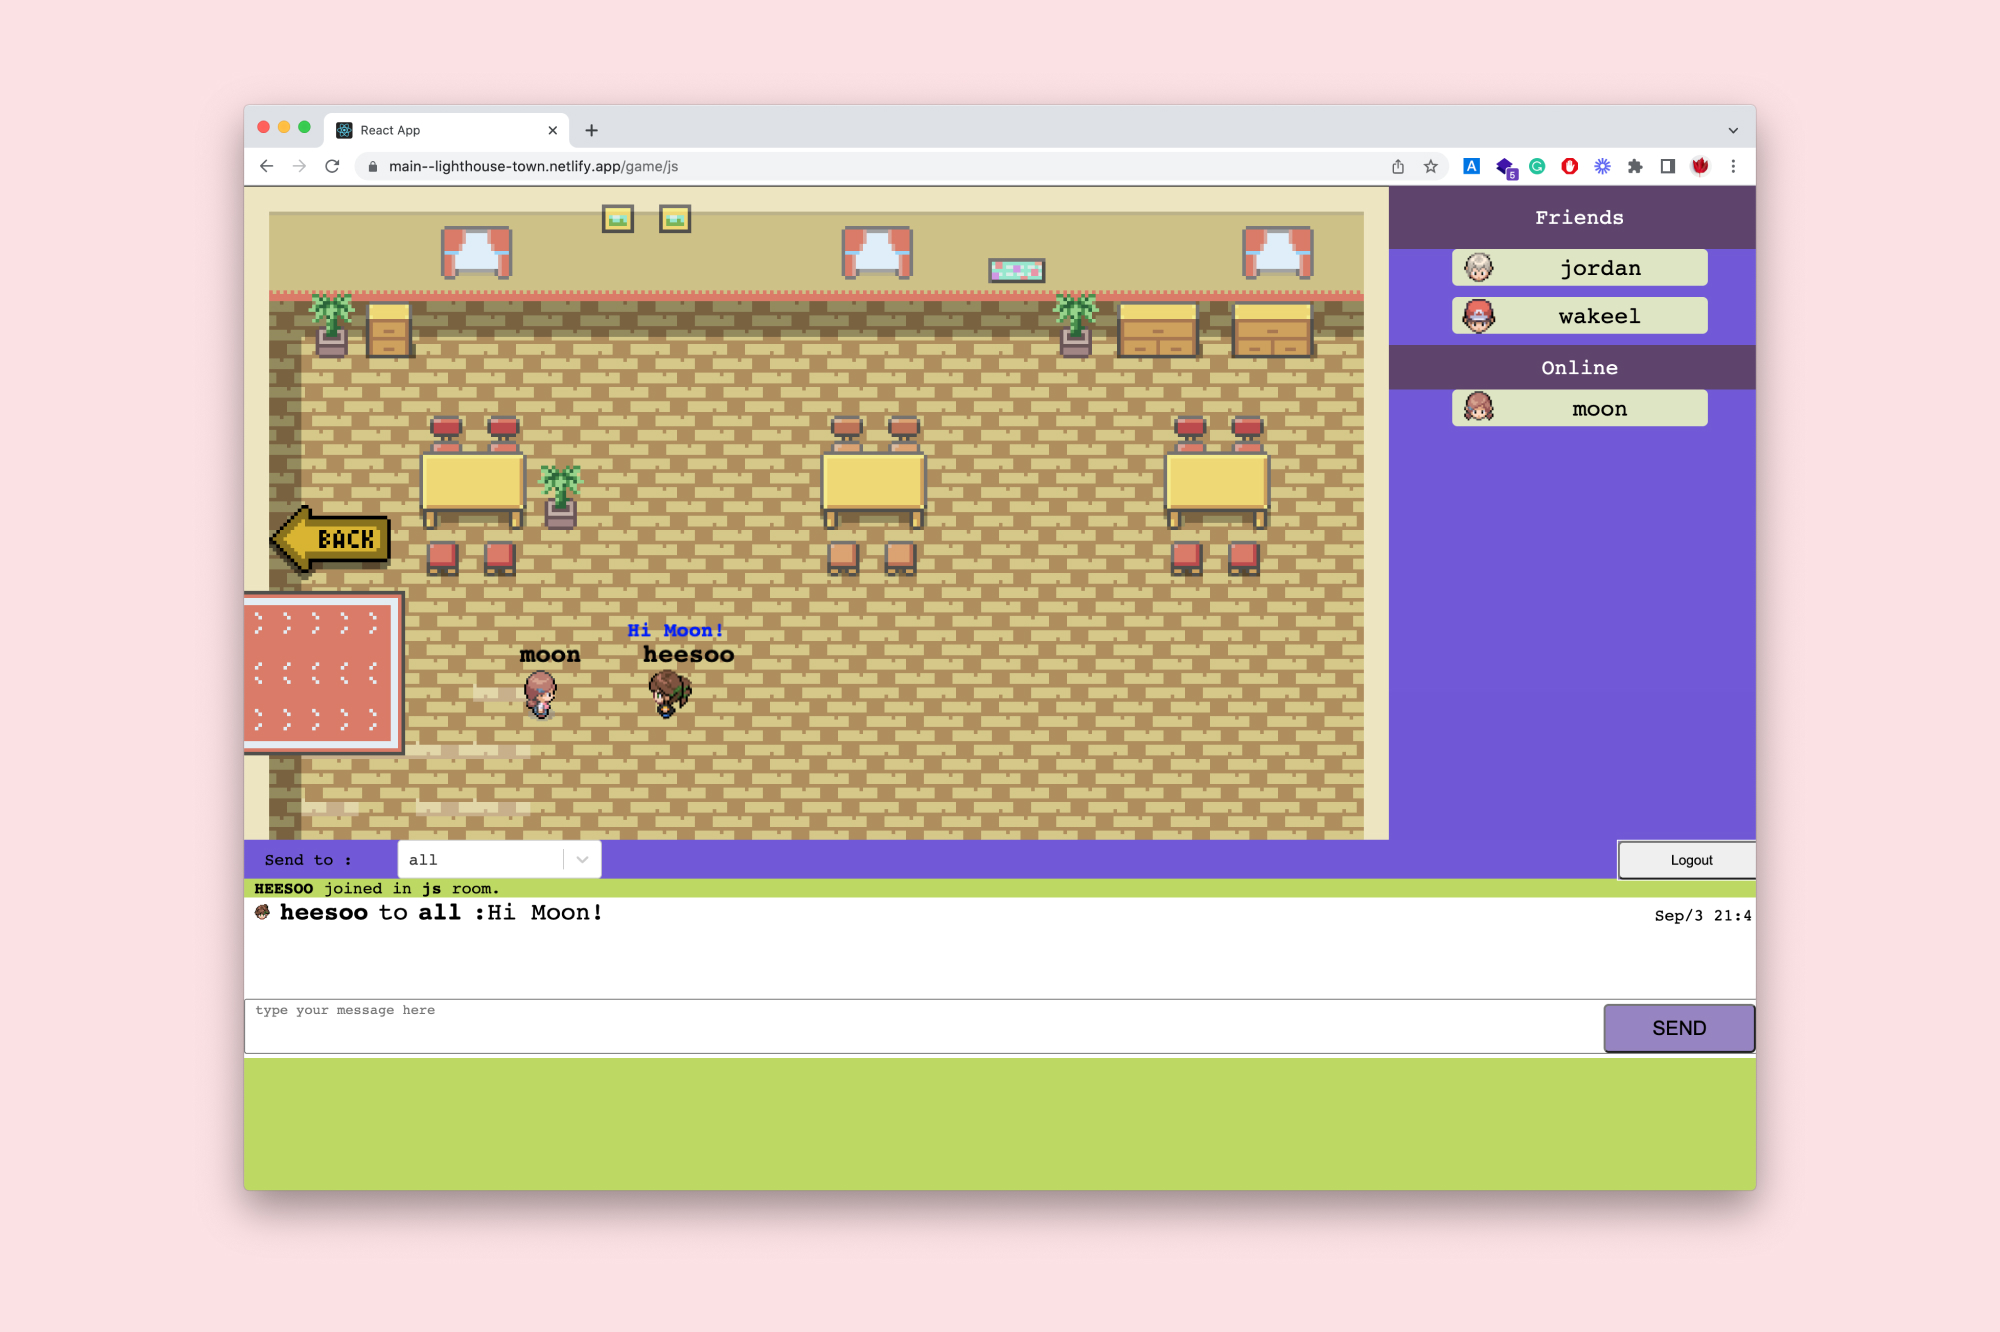 React App
main--lighthouse-town.netlify.app/game/js
A
5
Friends
jordan
wakeel
Online
moon
BACK
Hi Moon!
moon
heesoo
Send to :
all
Logout
HEESOO joined in js room.
heesoo to all :Hi Moon!
Sep/3 21:4
type your message here
SEND